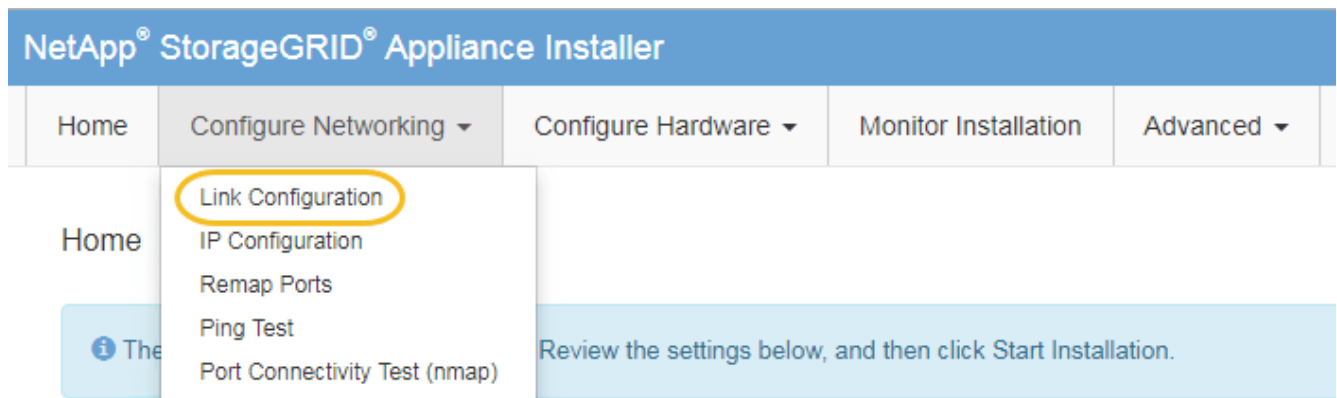 NetApp® StorageGRID® Appliance Installer
Home Configure Networking Configure Hardware Monitor Installation Advanced
Link Configuration
Home IP Configuration
Remap Ports
Ping Test
The Review the settings below, and then click Start Installation.
Port Connectivity Test (nmap)